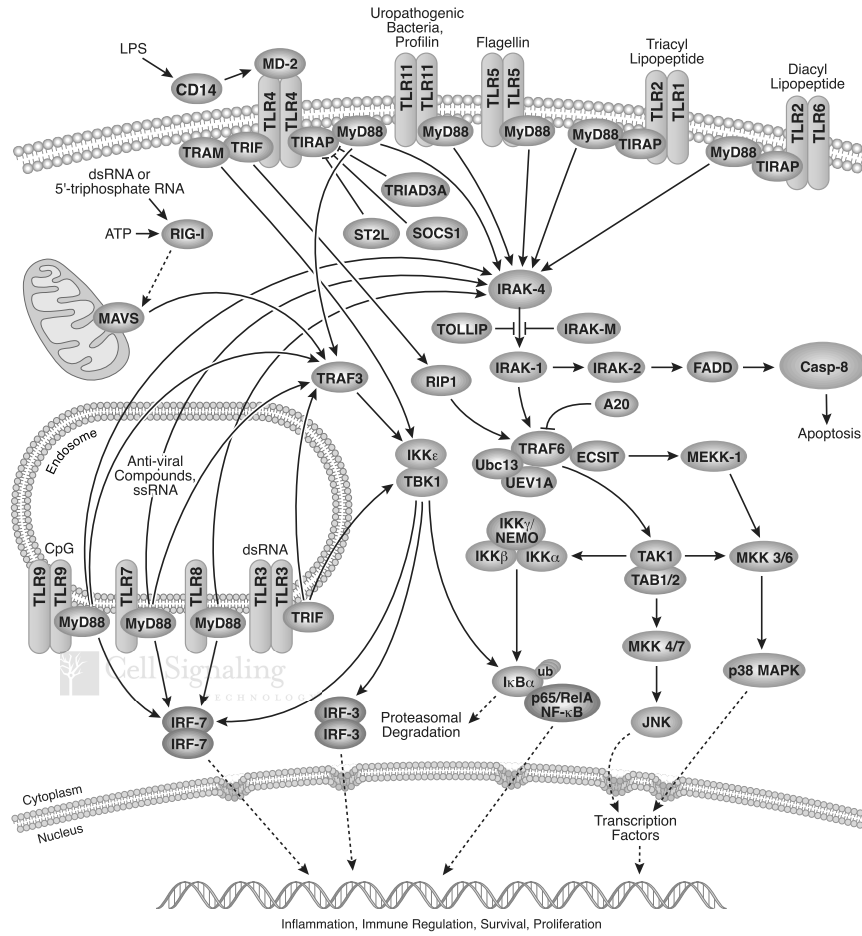 Uropathogenic
Bacteria,
Profilin
Flagellin
Triacyl
Lipopeptide
Diacyl
Lipopeptide
LPS
CD14
MD-2
TLR4
TLR4
TLR11
TLR11
TLR5
TLR5
TLR2
TLR1
TLR2
TLR6
TRAM
TRIF
TIRAP
MyD88
MyD88
MyD88
MyD88
TIRAP
MyD88
TIRAP
dsRNA or
5'-triphosphate RNA
ATP
RIG-I
TRIAD3A
ST2L
SOCS1
MAVS
IRAK-4
TOLLIP
IRAK-M
TRAF3
RIP1
IRAK-1
IRAK-2
FADD
Casp-8
A20
Apoptosis
Endosome
Anti-viral
Compounds,
ssRNA
IKKε
TBK1
TRAF6
Ubc13
UEV1A
ECSIT
MEKK-1
IKKγ/
NEMO
IKKβ
IKKα
TAK1
TAB1/2
MKK 3/6
CpG
dsRNA
TLR9
TLR9
TLR7
TLR8
TLR3
TLR3
MyD88
MyD88
MyD88
TRIF
MKK 4/7
p38 MAPK
Cell Signaling
TECHNOLOGY
IκBα
ub
p65/RelA
NF-κB
IRF-7
IRF-7
IRF-3
IRF-3
Proteasomal
Degradation
JNK
Cytoplasm
Nucleus
Transcription
Factors
Inflammation, Immune Regulation, Survival, Proliferation